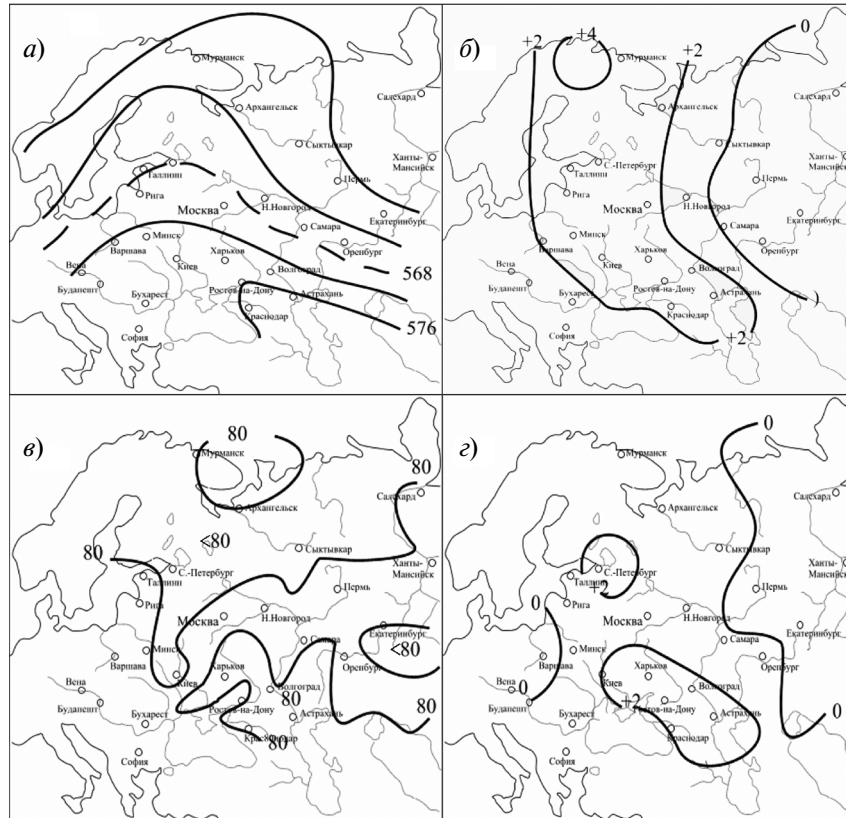 а)
Мурманск
Салехард
Архангельск
Сыктывкар
Ханты-
Мансийск
Таллинн
Рига
Пермь
Н.Новгород
Москва
Екатеринбург
Самара
Минск
Варшава
Харьков
Оренбург
Киев
Волгоград
568
Вена
Будапешт
Ростов-на-Дону
Бухарест
Астрахань
Краснодар
576
София
б)
+2
+4
+2
0
Мурманск
Салехард
Архангельск
Сыктывкар
Ханты-
Мансийск
С.-Петербург
Таллинн
Рига
Пермь
Н.Новгород
Москва
Екатеринбург
Самара
Минск
Варшава
Харьков
Оренбург
Киев
Волгоград
Вена
Будапешт
Ростов-на-Дону
Бухарест
Астрахань
Краснодар
+2
София
в)
80
Мурманск
80
Салехард
Архангельск
<80
80
Сыктывкар
Ханты-
Мансийск
С.-Петербург
Таллинн
Рига
Пермь
Н.Новгород
Москва
Екатеринбург
<80
Самара
Минск
Варшава
Харьков
Оренбург
Киев
Волгоград
80
80
Вена
Будапешт
Ростов-на-Дону
Бухарест
Астрахань
80
София
г)
0
Мурманск
Салехард
Архангельск
Сыктывкар
Ханты-
Мансийск
С.-Петербург
Таллинн
+2
Рига
0
Пермь
Н.Новгород
Москва
Екатеринбург
Самара
Минск
Варшава
Харьков
Оренбург
Киев
Волгоград
Вена
0
+2
Будапешт
Ростов-на-Дону
Бухарест
Астрахань
0
Краснодар
София